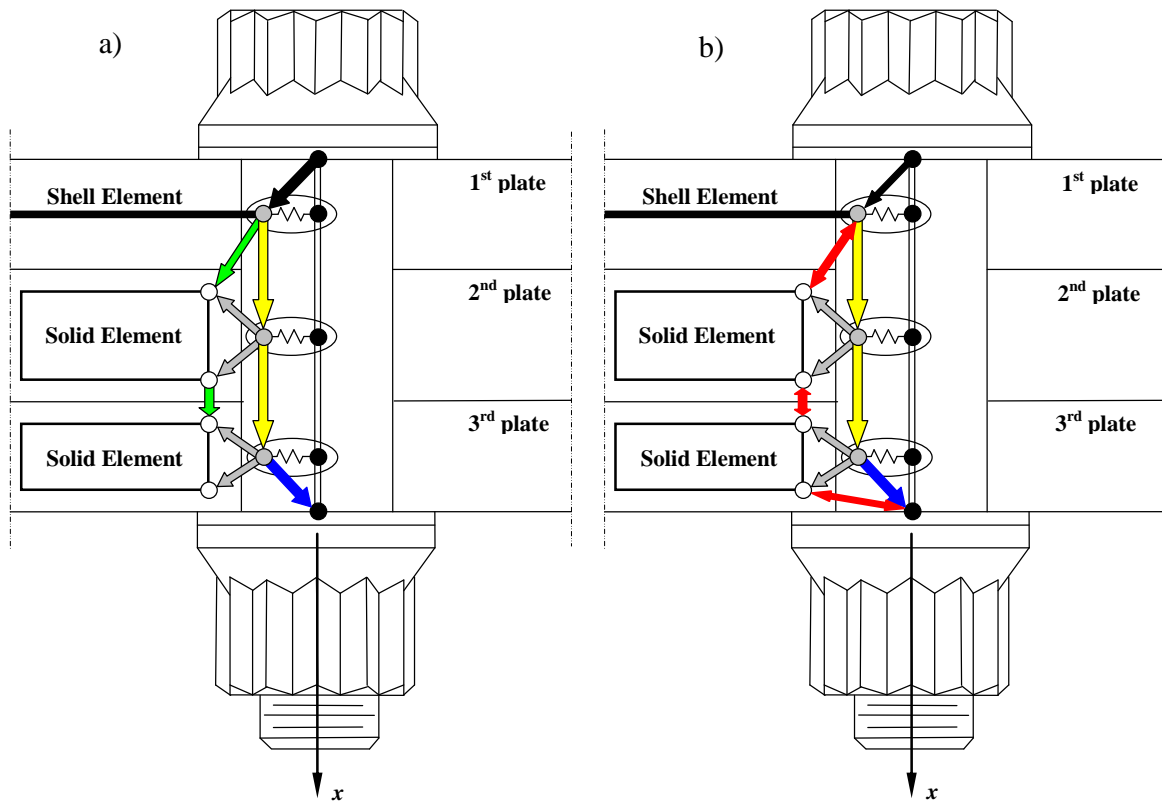 a)
1st plate
Shell Element
2nd plate
Solid Element
3rd plate
Solid Element
x
b)
1st plate
Shell Element
2nd plate
Solid Element
3rd plate
Solid Element
x